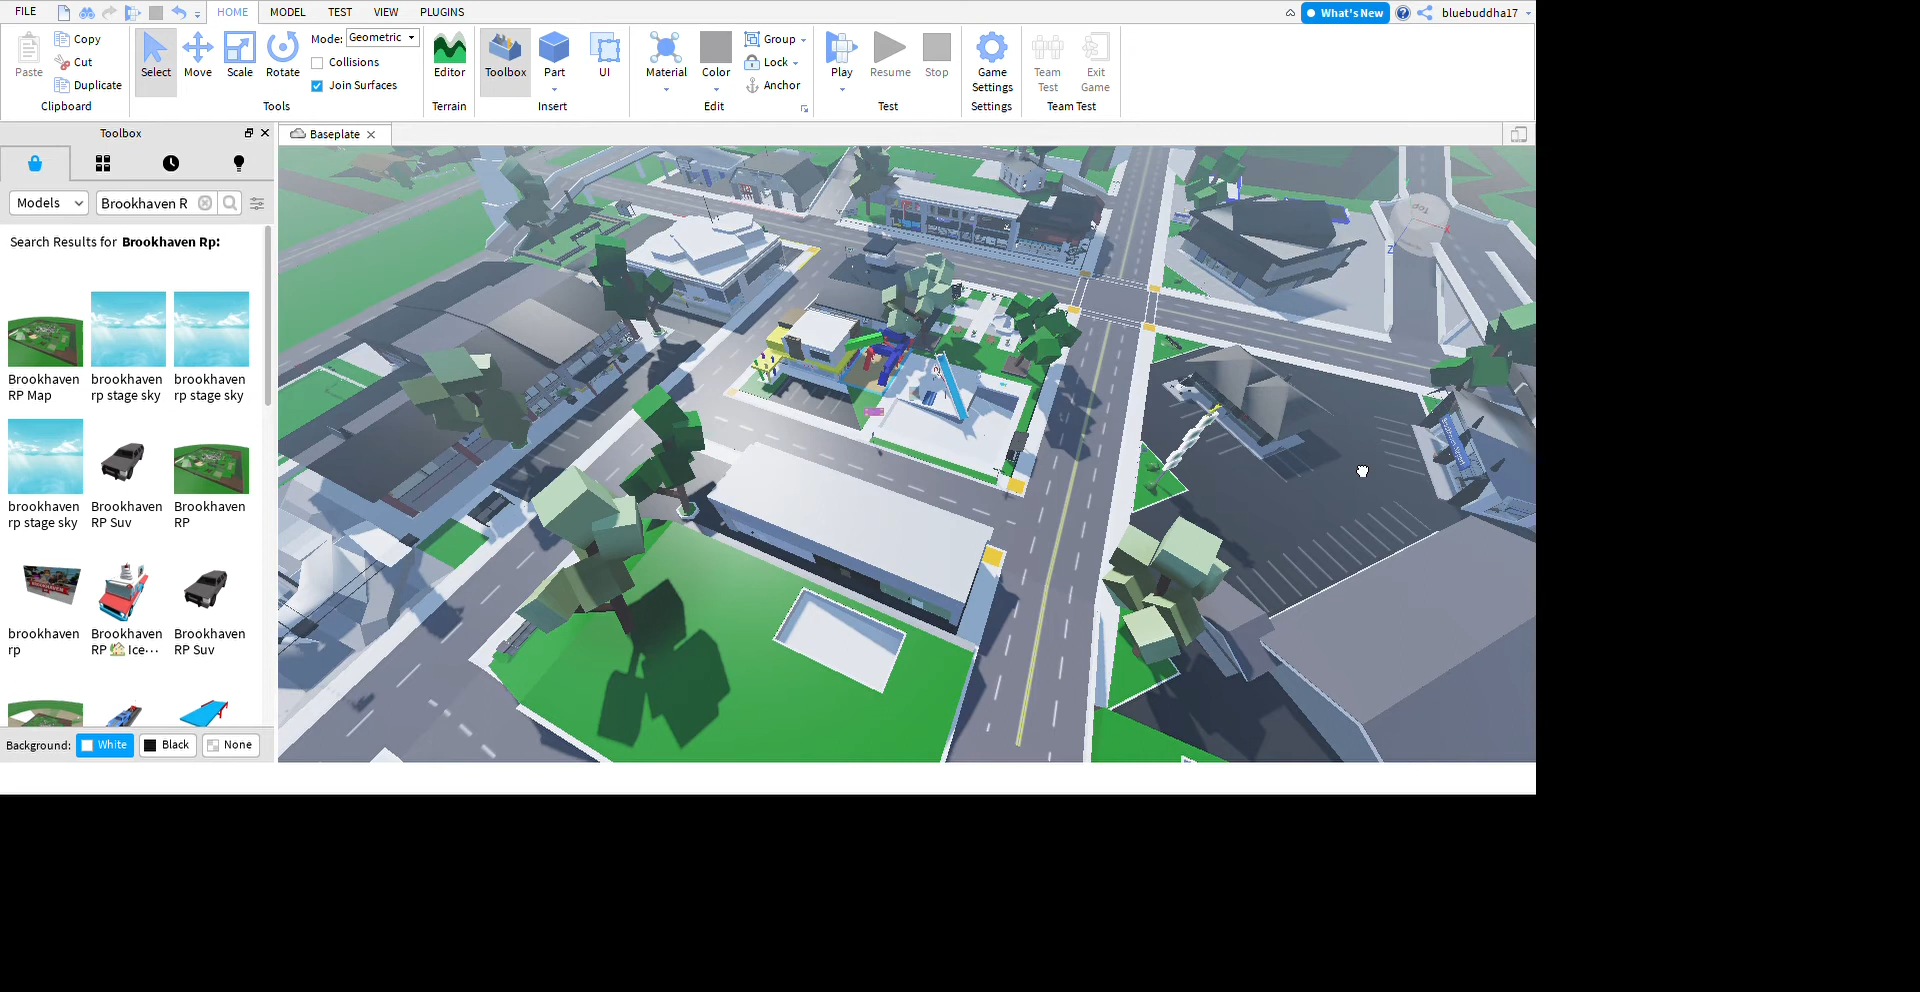 FILE HOME MODEL TEST VIEW PLUGINS What's New ? bluebuddha17
Paste Copy Cut Duplicate
Clipboard
Select Move Scale Rotate
Mode: Geometric
Collisions
Join Surfaces
Tools
Editor
Terrain
Toolbox Part UI
Insert
Material Color Group Lock Anchor
Edit
Play Resume Stop
Test
Game Settings
Settings
Team Test Exit Game
Team Test
Toolbox
Baseplate
Models Brookhaven R
Search Results for Brookhaven Rp:
Brookhaven RP Map
brookhaven rp stage sky
brookhaven rp stage sky
brookhaven rp stage sky
Brookhaven RP Suv
Brookhaven RP
brookhaven rp
Brookhaven RP 🏡 Ice...
Brookhaven RP Suv
Background: White Black None
Top
X
Z